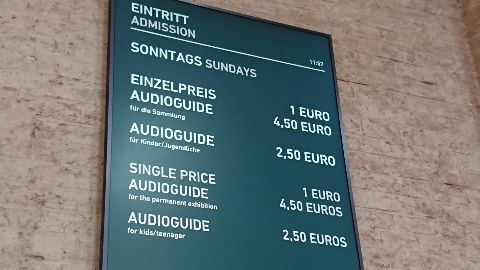 EINTRITT
ADMISSION
11:57
SONNTAGS SUNDAYS
EINZELPREIS 1 EURO
AUDIOGUIDE 4,50 EURO
für die Sammlung
AUDIOGUIDE 2,50 EURO
für Kinder/Jugendliche
SINGLE PRICE 1 EURO
AUDIOGUIDE 4,50 EUROS
for the permanent exhibition
AUDIOGUIDE 2,50 EUROS
for kids/teenager